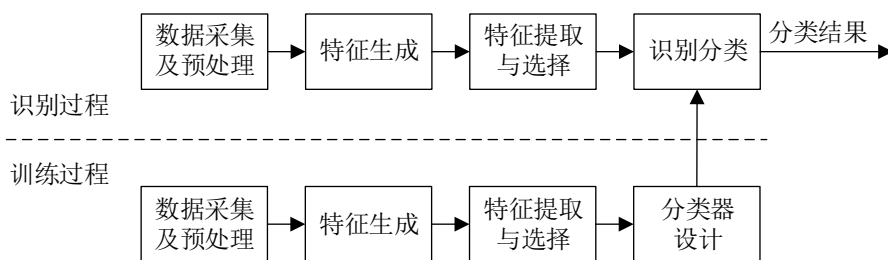 数据采集
及预处理
特征生成
特征提取
与选择
识别分类
分类结果
识别过程
训练过程
数据采集
及预处理
特征生成
特征提取
与选择
分类器
设计